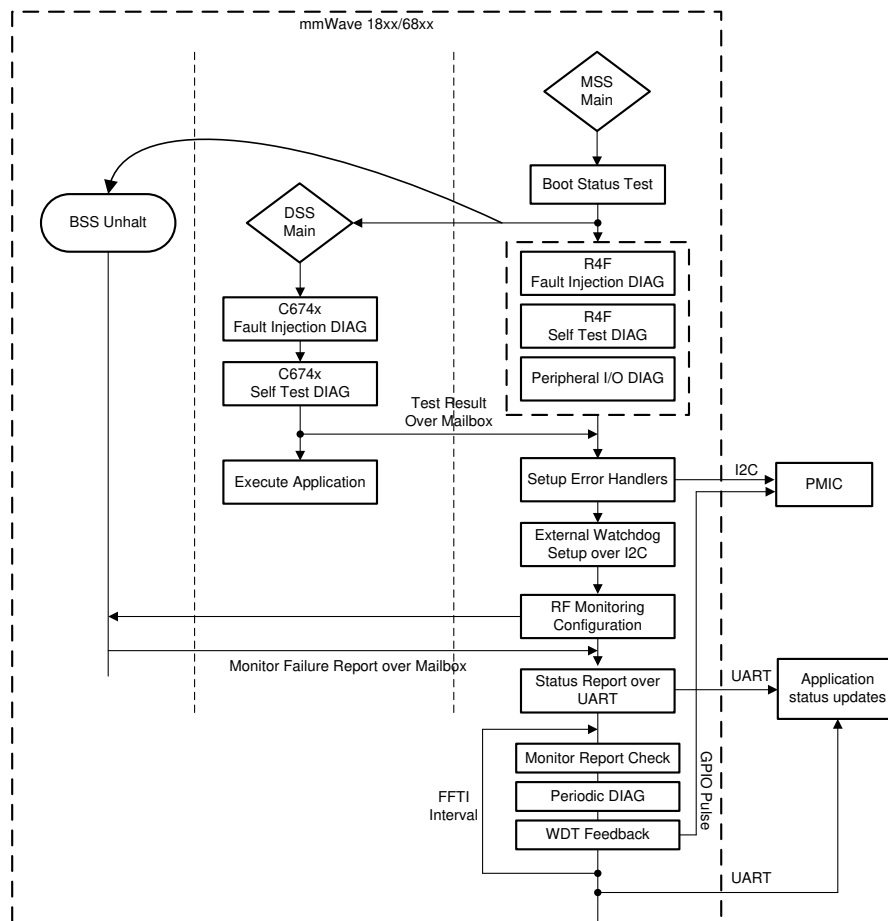 mmWave 18xx/68xx
MSS
Main
Boot Status Test
BSS Unhalt
DSS
Main
R4F
Fault Injection DIAG
C674x
Fault Injection DIAG
R4F
Self Test DIAG
C674x
Self Test DIAG
Peripheral I/O DIAG
Test Result
Over Mailbox
Execute Application
Setup Error Handlers
I2C
PMIC
External Watchdog
Setup over I2C
RF Monitoring
Configuration
Monitor Failure Report over Mailbox
Status Report over
UART
UART
Application
status updates
Monitor Report Check
FFTI
Interval
Periodic DIAG
GPIO Pulse
WDT Feedback
UART